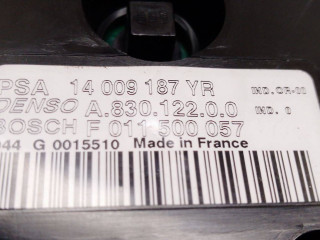 PSA 14 009 187 YR IND.OR-00
DENSO A.830.122.0.0 IND. 0
BOSCH F 011 500 057
044 G 0015510 Made in France